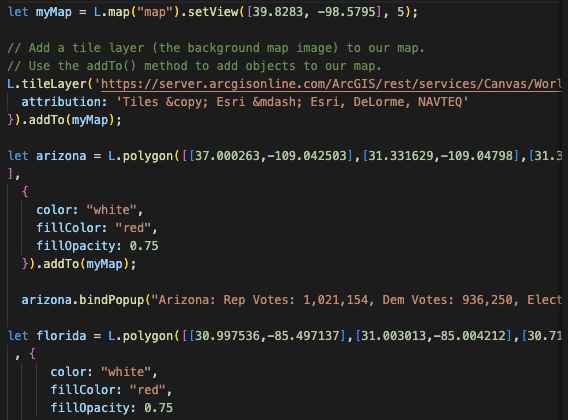 let myMap = L.map("map").setView([39.8283, -98.5795], 5);
// Add a tile layer (the background map image) to our map.
// Use the addTo() method to add objects to our map.
L.tileLayer('https://server.arcgisonline.com/ArcGIS/rest/services/Canvas/Worl
attribution: 'Tiles &copy; Esri &mdash; Esri, DeLorme, NAVTEQ'
}).addTo(myMap);
let arizona = L.polygon([[37.000263,-109.042503],[31.331629,-109.04798],[31.3
],
{
color: "white",
fillColor: "red",
fillOpacity: 0.75
}).addTo(myMap);
arizona.bindPopup("Arizona: Rep Votes: 1,021,154, Dem Votes: 936,250, Elect
let florida = L.polygon([[30.997536,-85.497137],[31.003013,-85.004212],[30.71
, {
color: "white",
fillColor: "red",
fillOpacity: 0.75